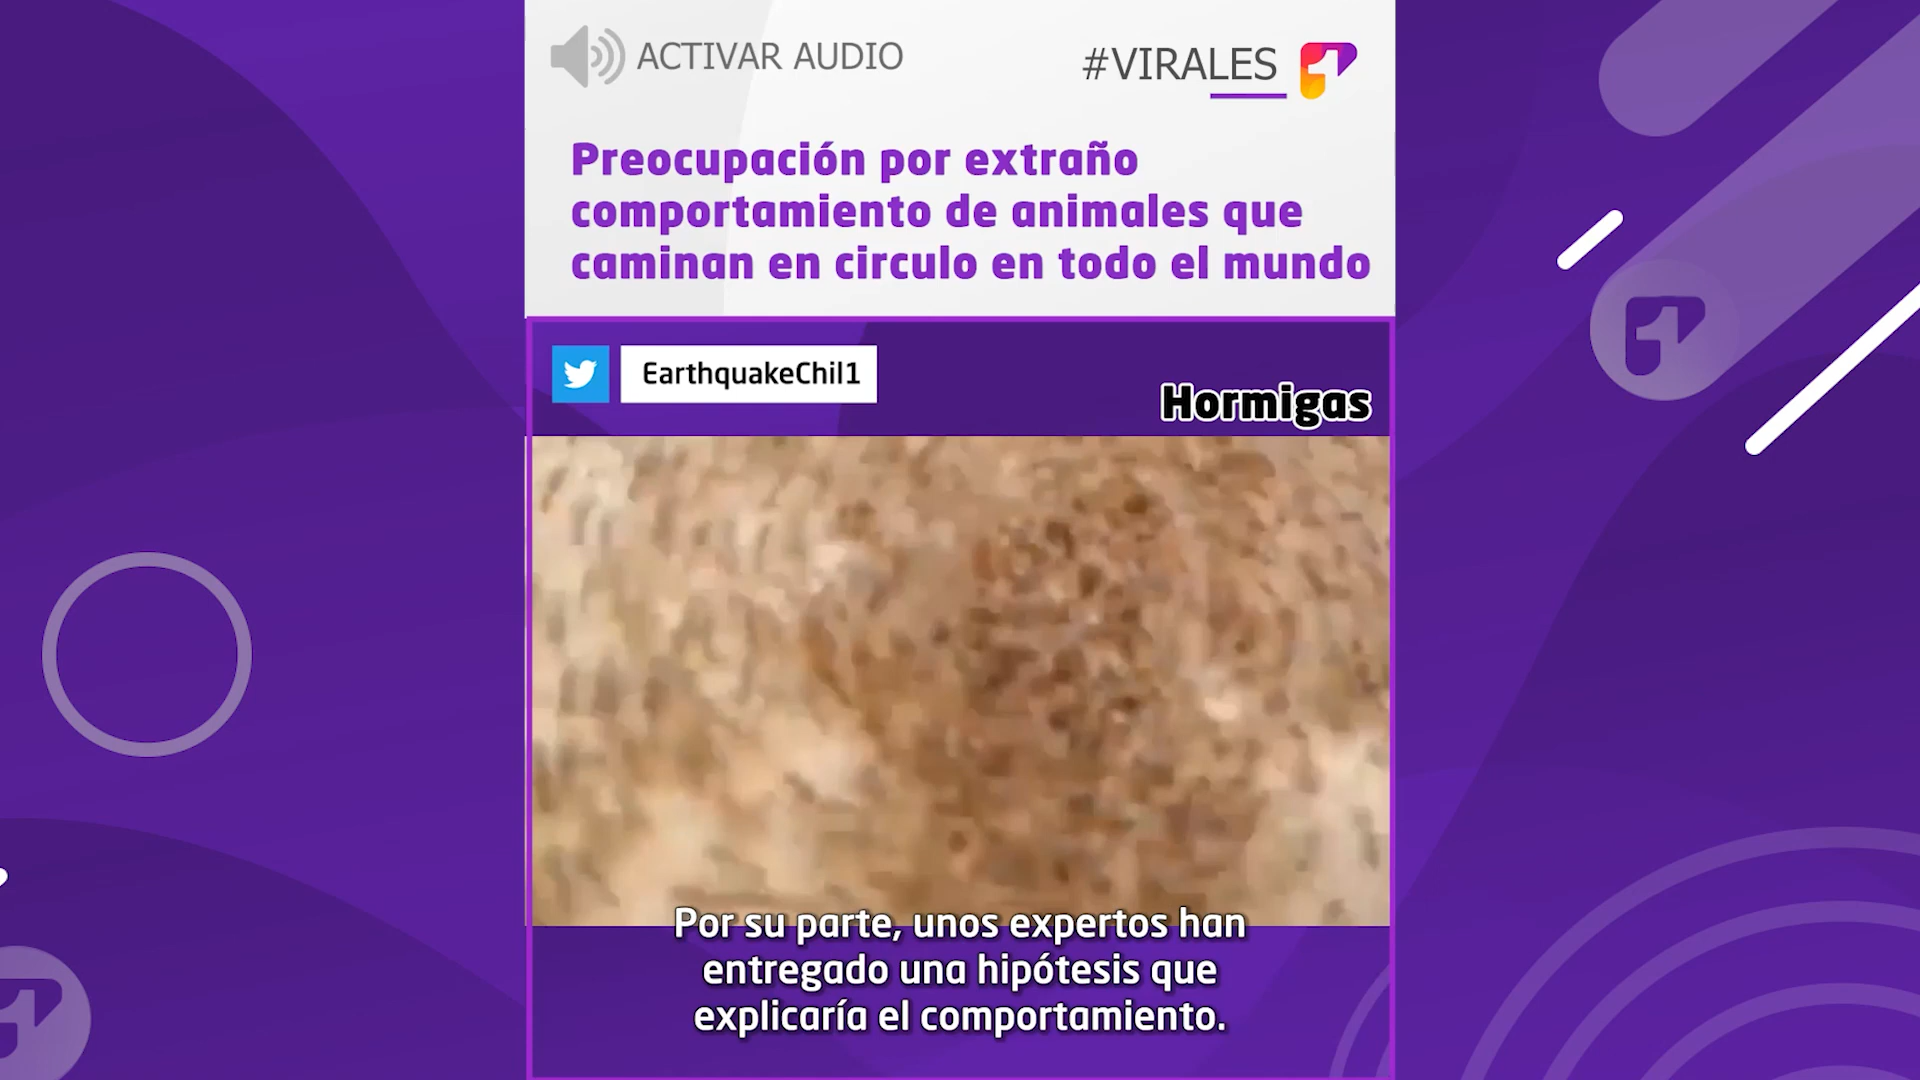 ACTIVAR AUDIO
#VIRALES
Preocupación por extraño
comportamiento de animales que
caminan en circulo en todo el mundo
EarthquakeChil1
Hormigas
Por su parte, unos expertos han
entregado una hipótesis que
explicaría el comportamiento.